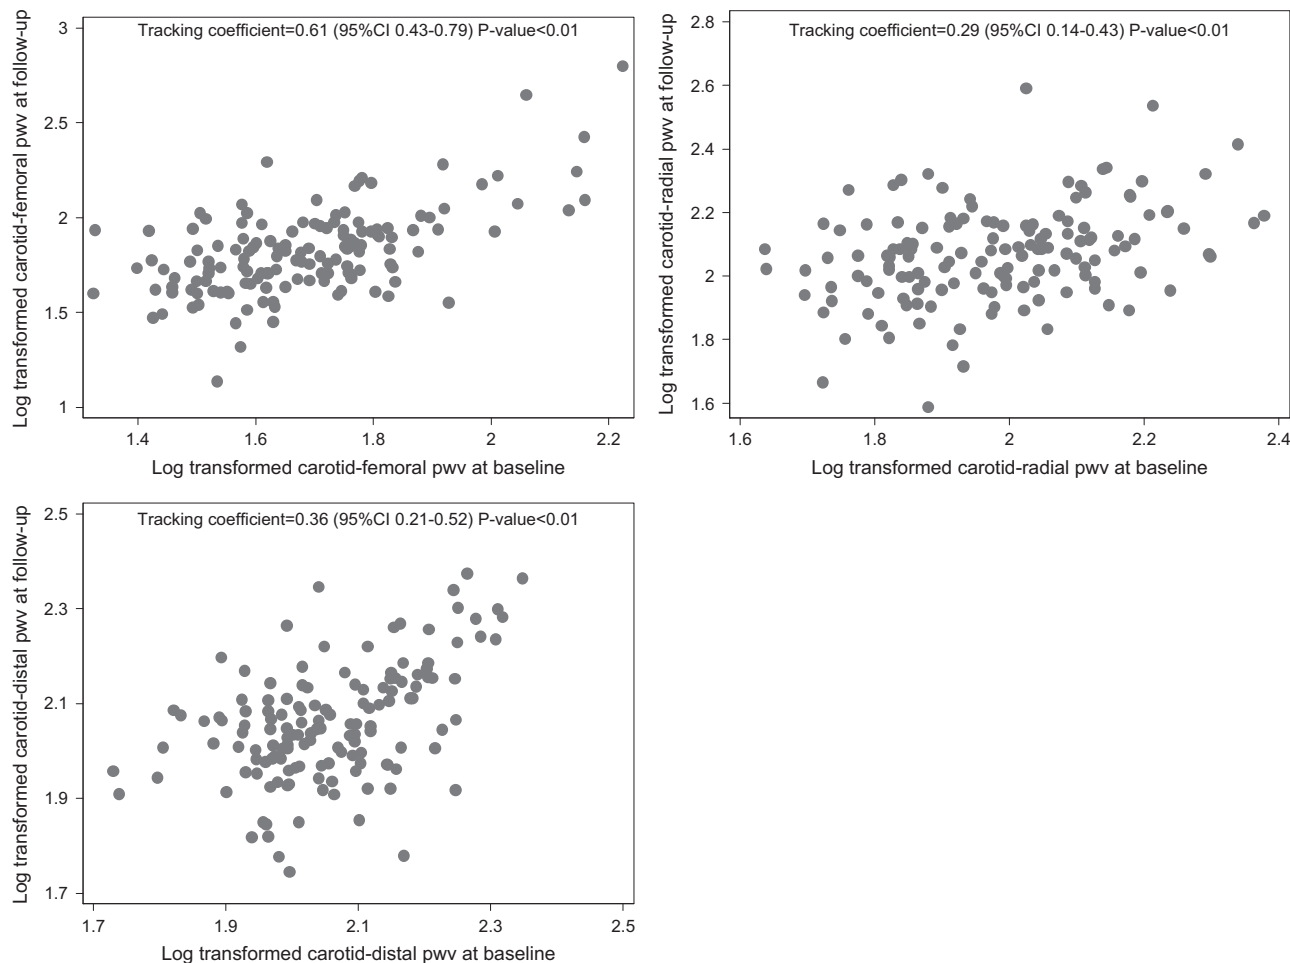 Tracking coefficient=0.61 (95%CI 0.43-0.79) P-value<0.01
Log transformed carotid-femoral pwv at follow-up
3
2.5
2
1.5
1
1.4 1.6 1.8 2 2.2
Log transformed carotid-femoral pwv at baseline
Tracking coefficient=0.29 (95%CI 0.14-0.43) P-value<0.01
Log transformed carotid-radial pwv at follow-up
2.8
2.6
2.4
2.2
2
1.8
1.6
1.6 1.8 2 2.2 2.4
Log transformed carotid-radial pwv at baseline
Tracking coefficient=0.36 (95%CI 0.21-0.52) P-value<0.01
Log transformed carotid-distal pwv at follow-up
2.5
2.3
2.1
1.9
1.7
1.7 1.9 2.1 2.3 2.5
Log transformed carotid-distal pwv at baseline